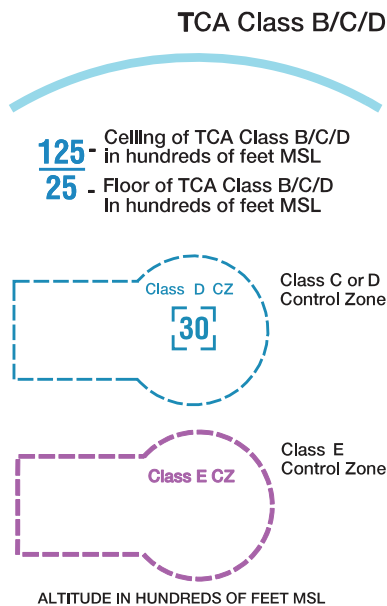 TCA Class B/C/D
125 - Ceiling of TCA Class B/C/D
in hundreds of feet MSL
25 - Floor of TCA Class B/C/D
In hundreds of feet MSL
Class D CZ
[30]
Class C or D
Control Zone
Class E CZ
Class E
Control Zone
ALTITUDE IN HUNDREDS OF FEET MSL